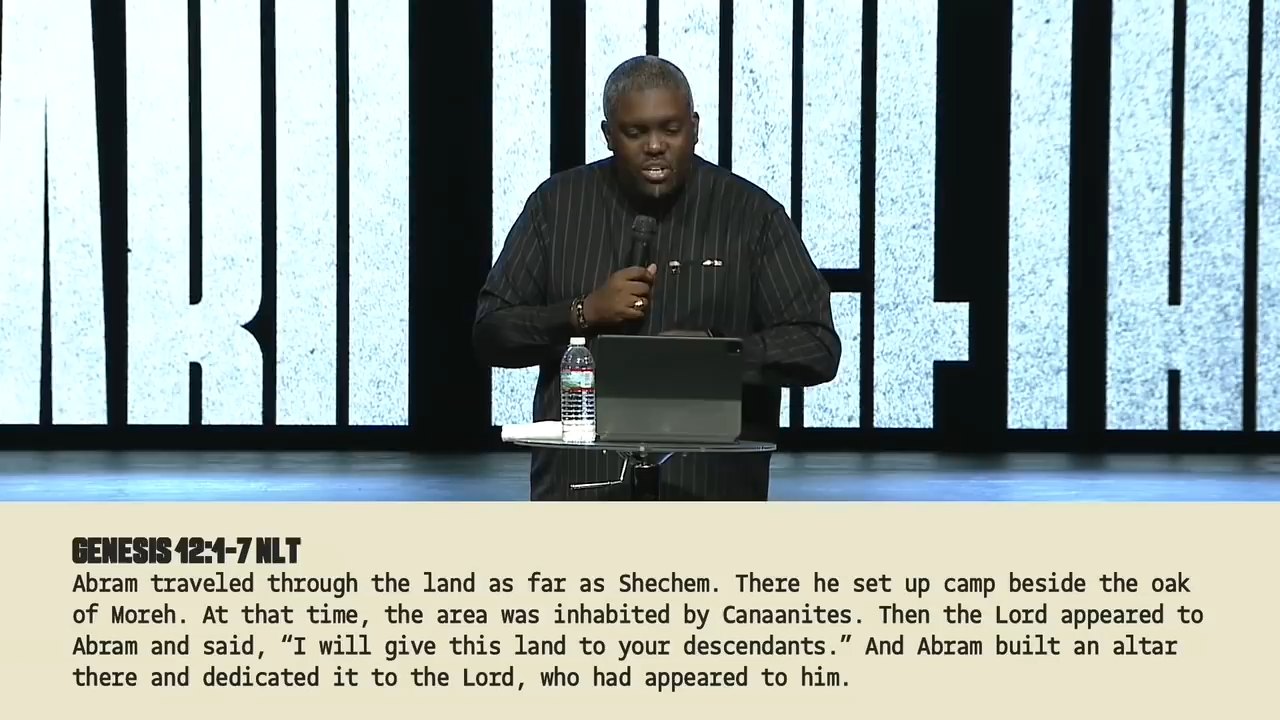 GENESIS 12:1-7 NLT
Abram traveled through the land as far as Shechem. There he set up camp beside the oak
of Moreh. At that time, the area was inhabited by Canaanites. Then the Lord appeared to
Abram and said, “I will give this land to your descendants.” And Abram built an altar
there and dedicated it to the Lord, who had appeared to him.